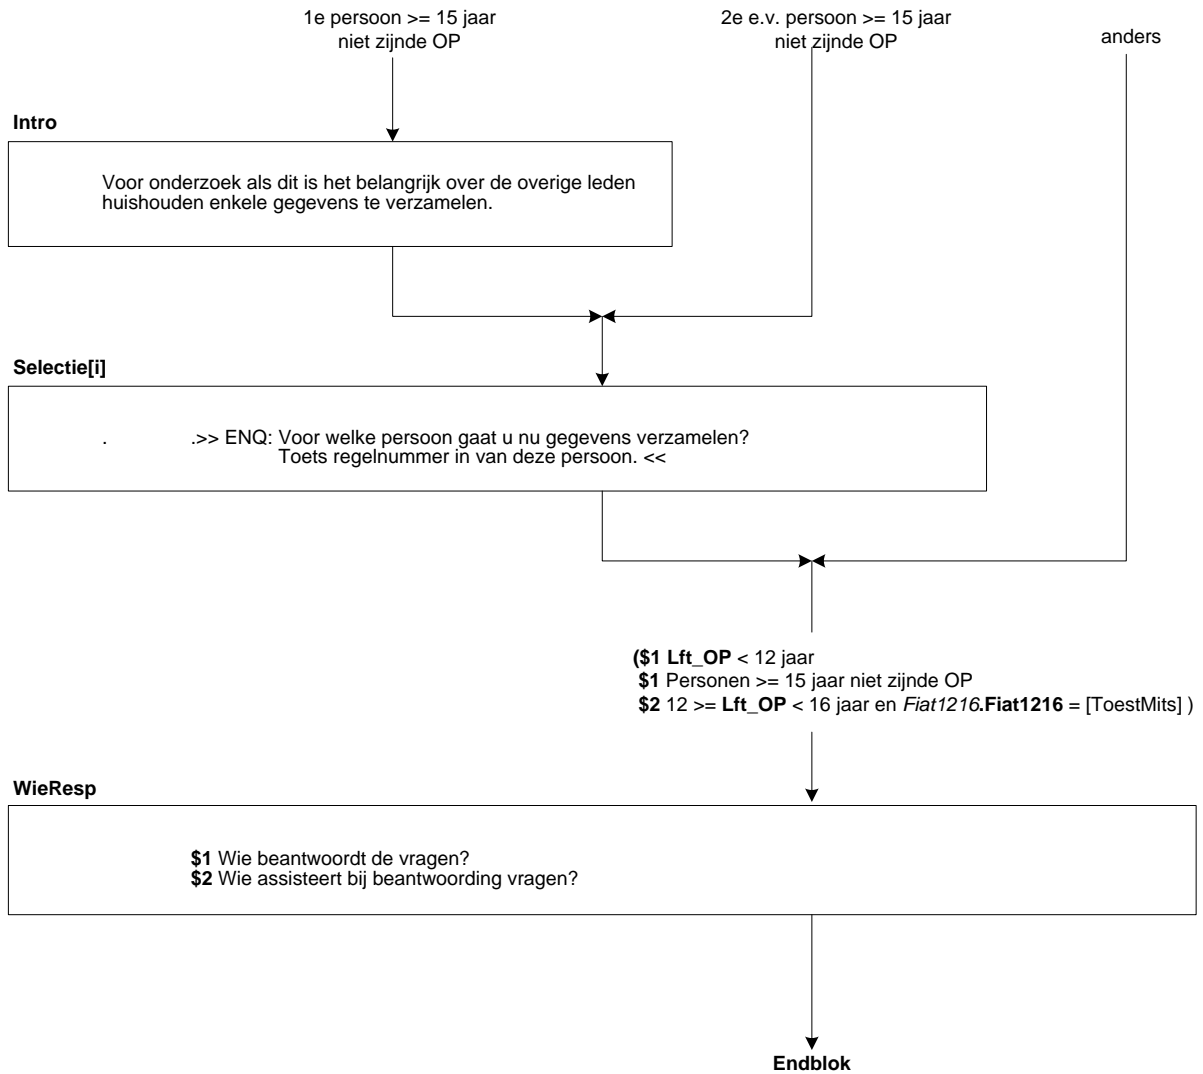 1e persoon >= 15 jaar
niet zijnde OP
2e e.v. persoon >= 15 jaar
niet zijnde OP
anders
Intro
Voor onderzoek als dit is het belangrijk over de overige leden
huishouden enkele gegevens te verzamelen.
Selectie[i]
. .>> ENQ: Voor welke persoon gaat u nu gegevens verzamelen?
Toets regelnummer in van deze persoon. <<
($1 Lft_OP < 12 jaar
$1 Personen >= 15 jaar niet zijnde OP
$2 12 >= Lft_OP < 16 jaar en Fiat1216.Fiat1216 = [ToestMits] )
WieResp
$1 Wie beantwoordt de vragen?
$2 Wie assisteert bij beantwoording vragen?
Endblok